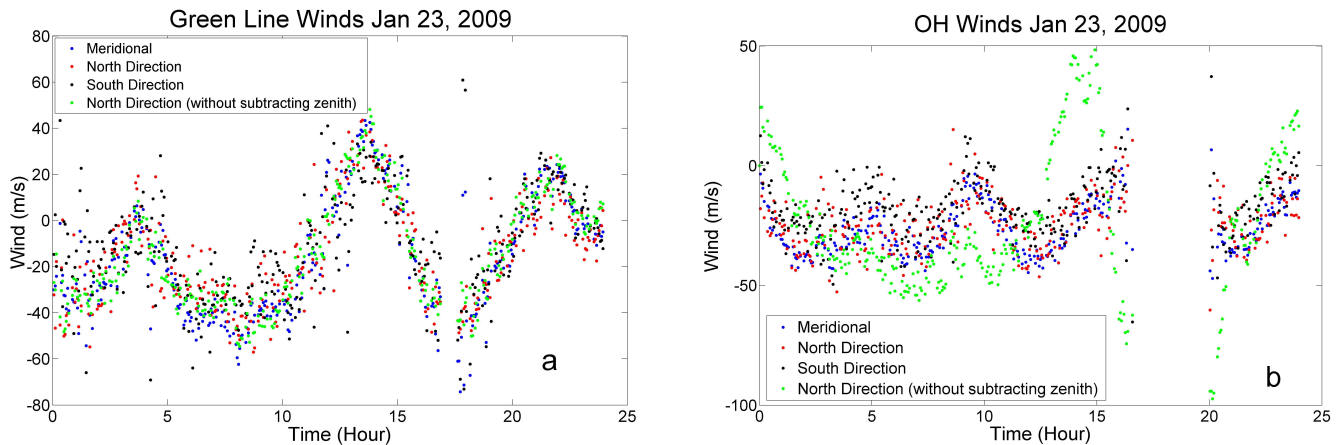 Green Line Winds Jan 23, 2009
80
60
40
20
0
-20
-40
-60
-80
Wind (m/s)
Meridional
North Direction
South Direction
North Direction (without subtracting zenith)
a
0
5
10
15
20
25
Time (Hour)
OH Winds Jan 23, 2009
50
0
-50
-100
Wind (m/s)
Meridional
North Direction
South Direction
North Direction (without subtracting zenith)
b
0
5
10
15
20
25
Time (Hour)